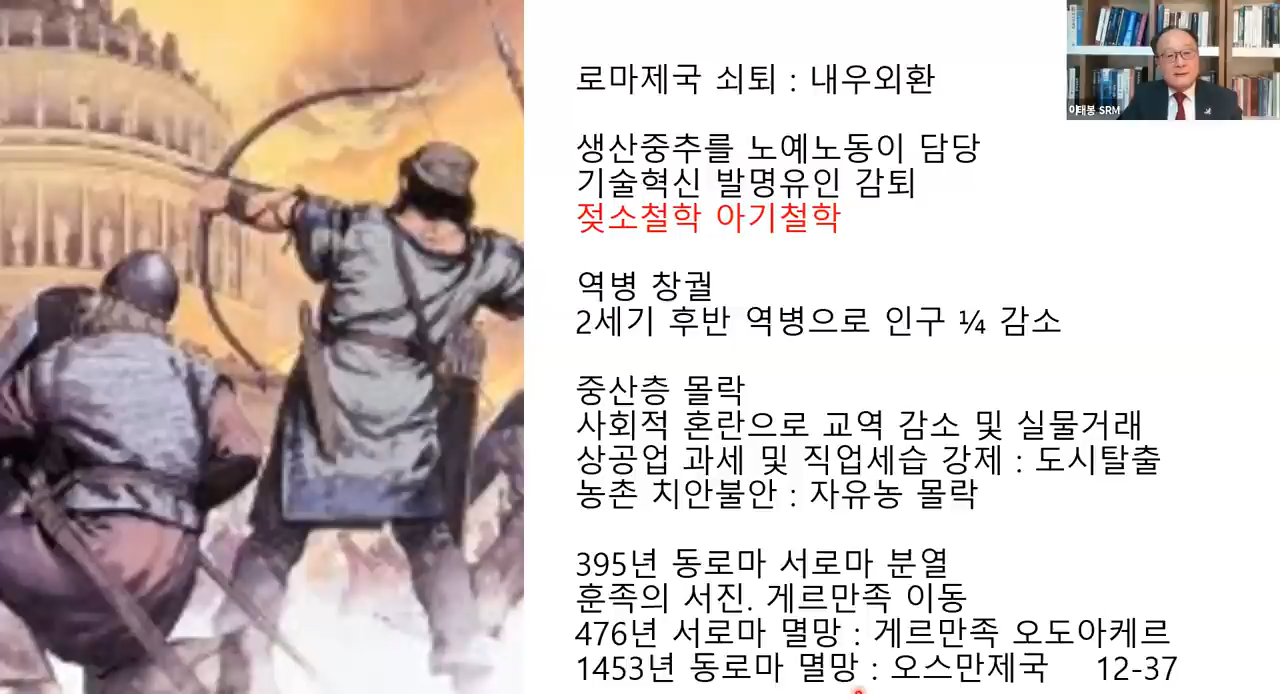 로마제국 쇠퇴 : 내우외환
이태봉 SRM
생산중추를 노예노동이 담당
기술혁신 발명유인 감퇴
젖소철학 아기철학
역병 창궐
2세기 후반 역병으로 인구 ¼ 감소
중산층 몰락
사회적 혼란으로 교역 감소 및 실물거래
상공업 과세 및 직업세습 강제 : 도시탈출
농촌 치안불안 : 자유농 몰락
395년 동로마 서로마 분열
훈족의 서진. 게르만족 이동
476년 서로마 멸망 : 게르만족 오도아케르
1453년 동로마 멸망 : 오스만제국 12-37